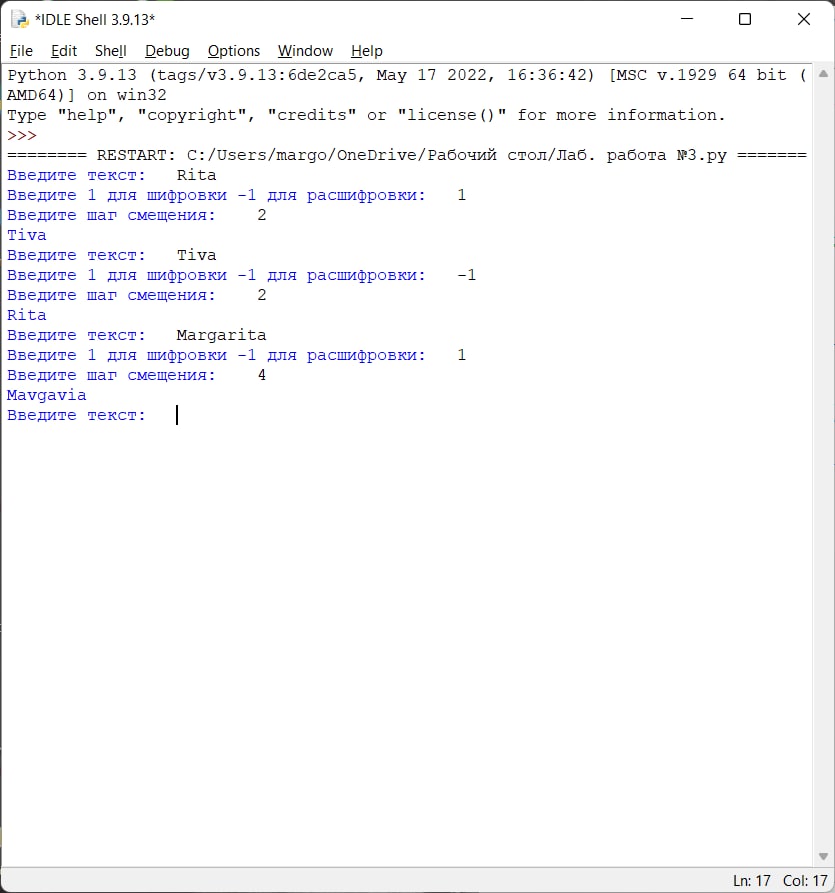 *IDLE Shell 3.9.13*
File Edit Shell Debug Options Window Help
Python 3.9.13 (tags/v3.9.13:6de2ca5, May 17 2022, 16:36:42) [MSC v.1929 64 bit (
AMD64)] on win32
Type "help", "copyright", "credits" or "license()" for more information.
>>>
======== RESTART: C:/Users/margo/OneDrive/Рабочий стол/Лаб. работа №3.py =======
Введите текст:   Rita
Введите 1 для шифровки -1 для расшифровки:   1
Введите шаг смещения:    2
Tiva
Введите текст:   Tiva
Введите 1 для шифровки -1 для расшифровки:   -1
Введите шаг смещения:    2
Rita
Введите текст:   Margarita
Введите 1 для шифровки -1 для расшифровки:   1
Введите шаг смещения:    4
Mavgavia
Введите текст:
Ln: 17 Col: 17